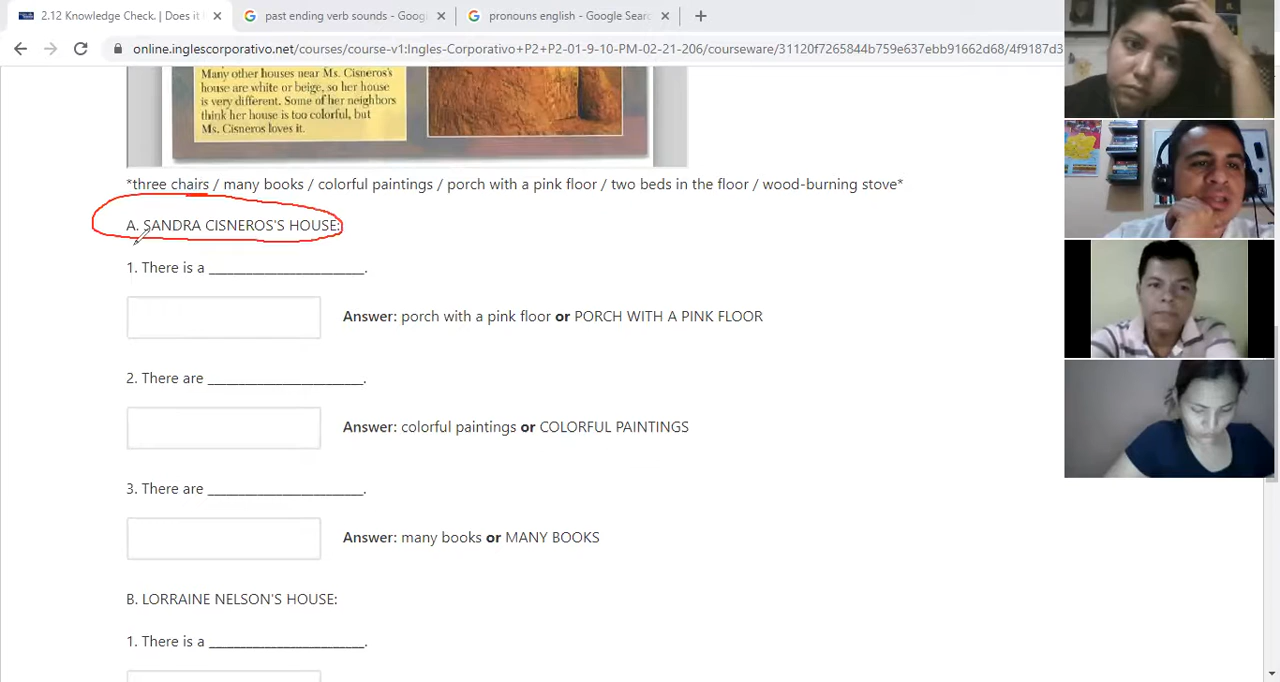 2.12 Knowledge Check. | Does it
past ending verb sounds - Goog
pronouns english - Google Sear
online.inglescorporativo.net/courses/course-v1:Ingles-Corporativo+P2+P2-01-9-10-PM-02-21-206/courseware/31120f7265844b759e637ebb91662d68/4f9187d3
Many other houses near Ms. Cisneros's
house are white or beige, so her house
is very different. Some of her neighbors
think her house is too colorful, but
Ms. Cisneros loves it.
*three chairs / many books / colorful paintings / porch with a pink floor / two beds in the floor / wood-burning stove*
A. SANDRA CISNEROS'S HOUSE:
1. There is a ______________________.
Answer: porch with a pink floor or PORCH WITH A PINK FLOOR
2. There are ______________________.
Answer: colorful paintings or COLORFUL PAINTINGS
3. There are ______________________.
Answer: many books or MANY BOOKS
B. LORRAINE NELSON'S HOUSE:
1. There is a ______________________.